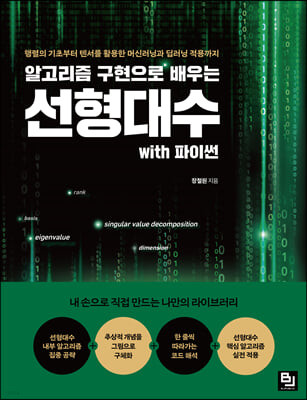 행렬의 기초부터 텐서를 활용한 머신러닝과 딥러닝 적용까지
알고리즘 구현으로 배우는
선형대수
with 파이썬
장철원 지음
rank
basis
singular value decomposition
eigenvalue
dimension
내 손으로 직접 만드는 나만의 라이브러리
선형대수
내부 알고리즘
집중 공략
+
추상적 개념을
그림으로
구체화
+
한 줄씩
따라가는
코드 해석
+
선형대수
핵심 알고리즘
실전 적용
BJ